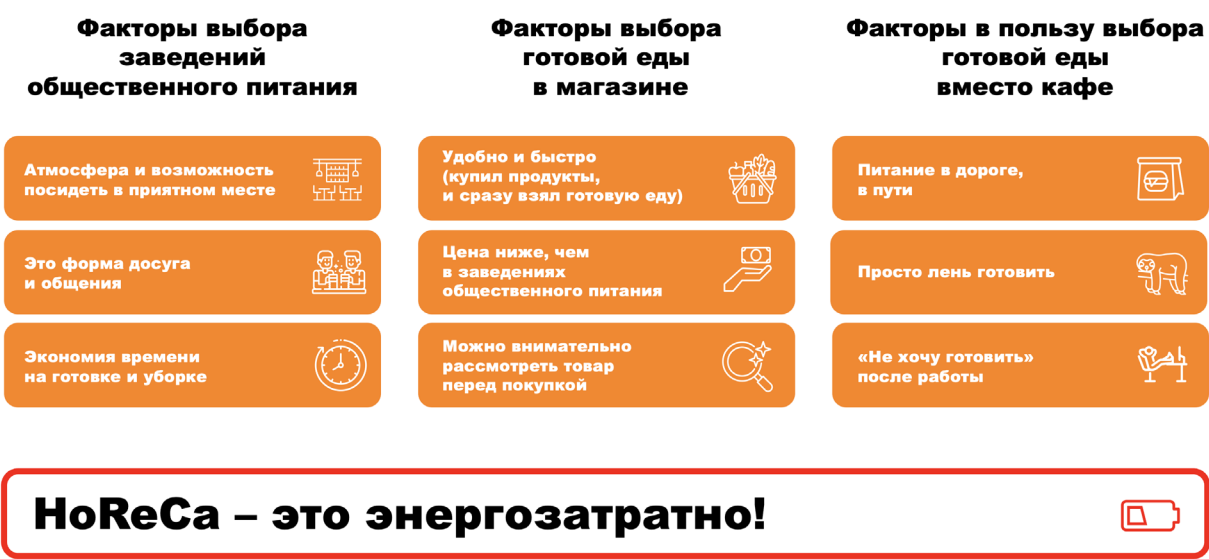 Факторы выбора
заведений
общественного питания
Атмосфера и возможность
посидеть в приятном месте
Это форма досуга
и общения
Экономия времени
на готовке и уборке
Факторы выбора
готовой еды
в магазине
Удобно и быстро
(купил продукты,
и сразу взял готовую еду)
Цена ниже, чем
в заведениях
общественного питания
Можно внимательно
рассмотреть товар
перед покупкой
Факторы в пользу выбора
готовой еды
вместо кафе
Питание в дороге,
в пути
Просто лень готовить
«Не хочу готовить»
после работы
HoReCa – это энергозатратно!